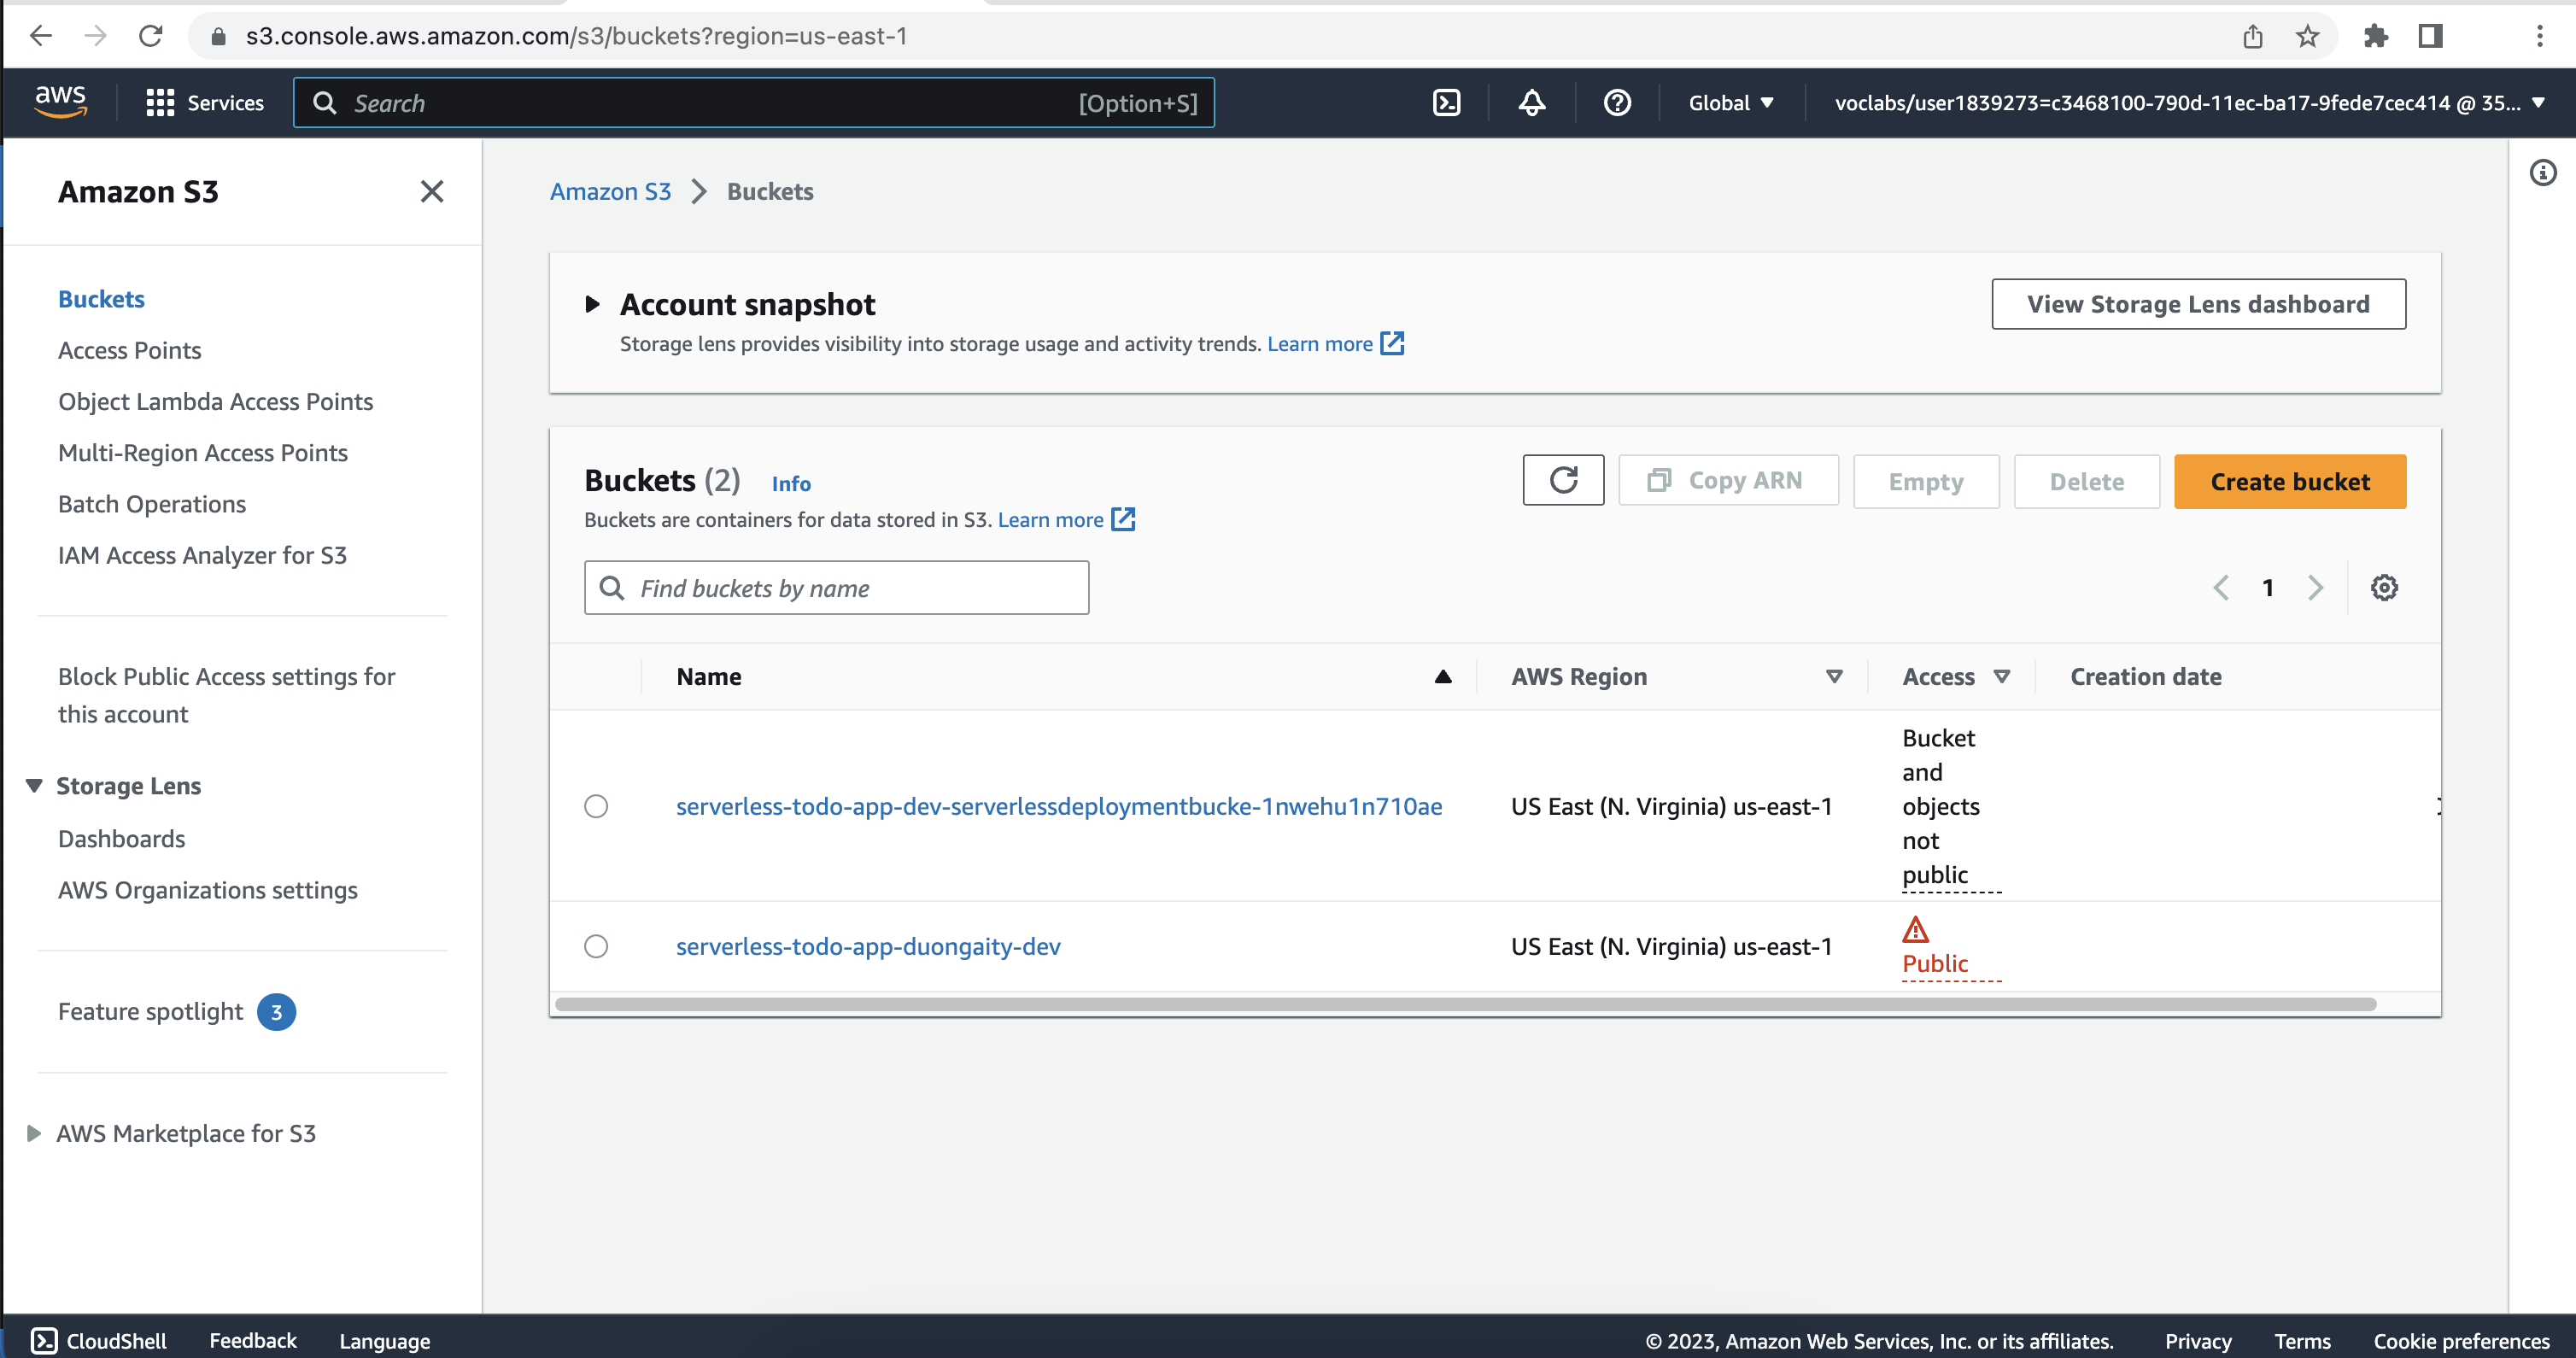 s3.console.aws.amazon.com/s3/buckets?region=us-east-1
aws
Services
Search
[Option+S]
Global
voclabs/user1839273=c3468100-790d-11ec-ba17-9fede7cec414 @ 35...
Amazon S3
Buckets
Access Points
Object Lambda Access Points
Multi-Region Access Points
Batch Operations
IAM Access Analyzer for S3
Block Public Access settings for
this account
Storage Lens
Dashboards
AWS Organizations settings
Feature spotlight 3
AWS Marketplace for S3
Amazon S3 > Buckets
Account snapshot
View Storage Lens dashboard
Storage lens provides visibility into storage usage and activity trends. Learn more
Buckets (2) Info
Copy ARN
Empty
Delete
Create bucket
Buckets are containers for data stored in S3. Learn more
Find buckets by name
1
Name AWS Region Access Creation date
serverless-todo-app-dev-serverlessdeploymentbucke-1nwehu1n710ae
US East (N. Virginia) us-east-1
Bucket
and
objects
not
public
serverless-todo-app-duongaity-dev
US East (N. Virginia) us-east-1
Public
CloudShell Feedback Language
© 2023, Amazon Web Services, Inc. or its affiliates. Privacy Terms Cookie preferences